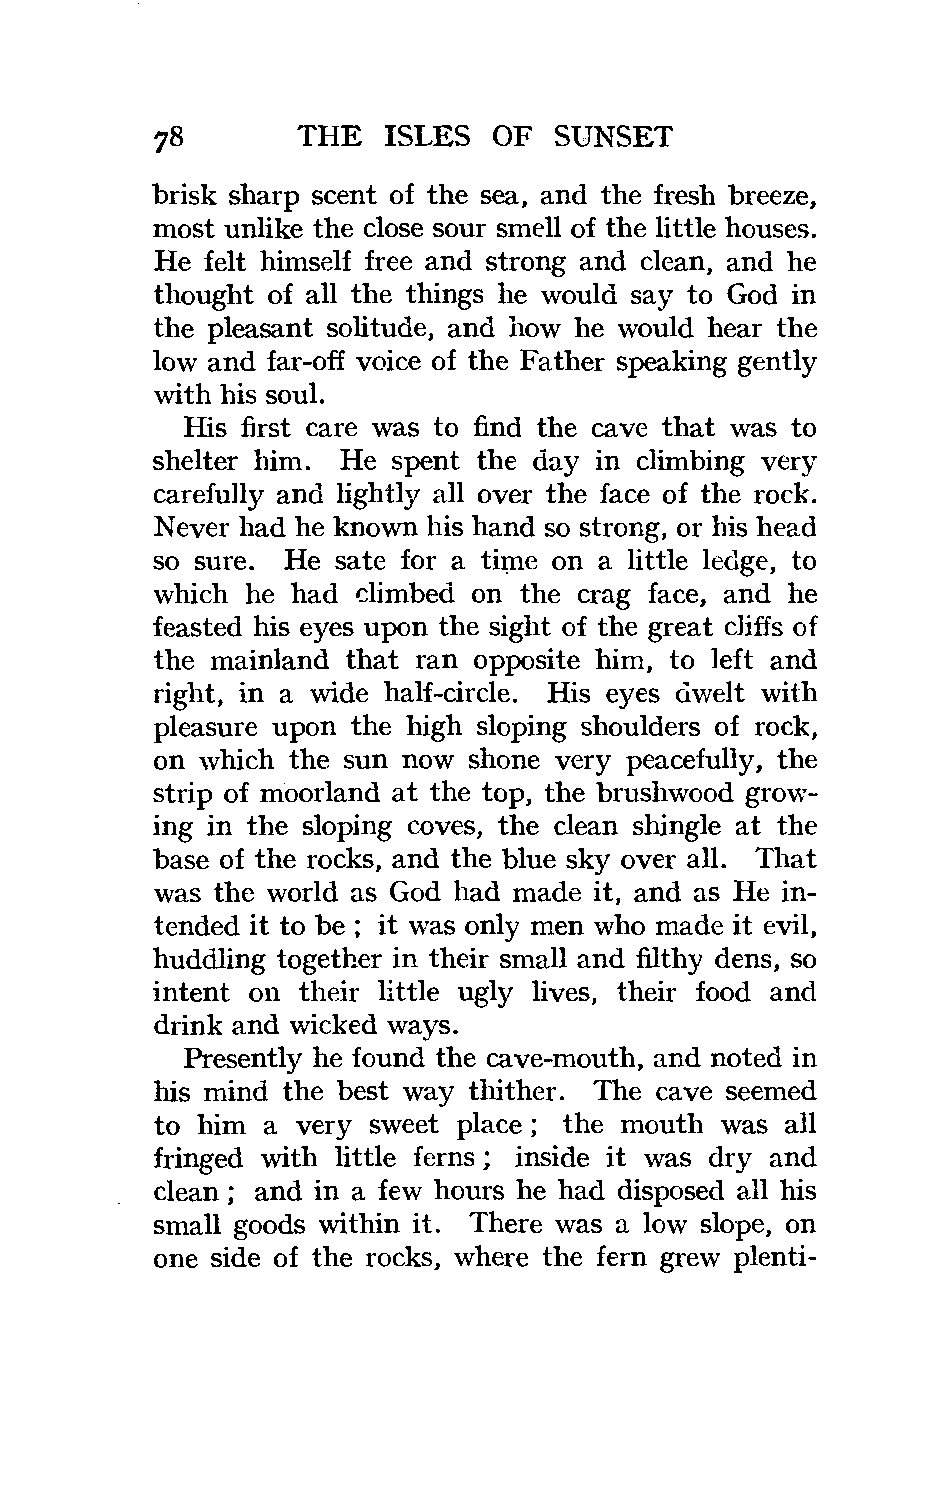 78 THE ISLES OF SUNSET
brisk sharp scent of the sea, and the fresh breeze,
most unlike the close sour smell of the little houses.
He felt himself free and strong and clean, and he
thought of all the things he would say to God in
the pleasant solitude, and how he would hear the
low and far-off voice of the Father speaking gently
with his soul.
His first care was to find the cave that was to
shelter him. He spent the day in climbing very
carefully and lightly all over the face of the rock.
Never had he known his hand so strong, or his head
so sure. He sate for a time on a little ledge, to
which he had climbed on the crag face, and he
feasted his eyes upon the sight of the great cliffs of
the mainland that ran opposite him, to left and
right, in a wide half-circle. His eyes dwelt with
pleasure upon the high sloping shoulders of rock,
on which the sun now shone very peacefully, the
strip of moorland at the top, the brushwood grow-
ing in the sloping coves, the clean shingle at the
base of the rocks, and the blue sky over all. That
was the world as God had made it, and as He in-
tended it to be ; it was only men who made it evil,
huddling together in their small and filthy dens, so
intent on their little ugly lives, their food and
drink and wicked ways.
Presently he found the cave-mouth, and noted in
his mind the best way thither. The cave seemed
to him a very sweet place ; the mouth was all
fringed with little ferns ; inside it was dry and
clean ; and in a few hours he had disposed all his
small goods within it. There was a low slope, on
one side of the rocks, where the fern grew plenti-